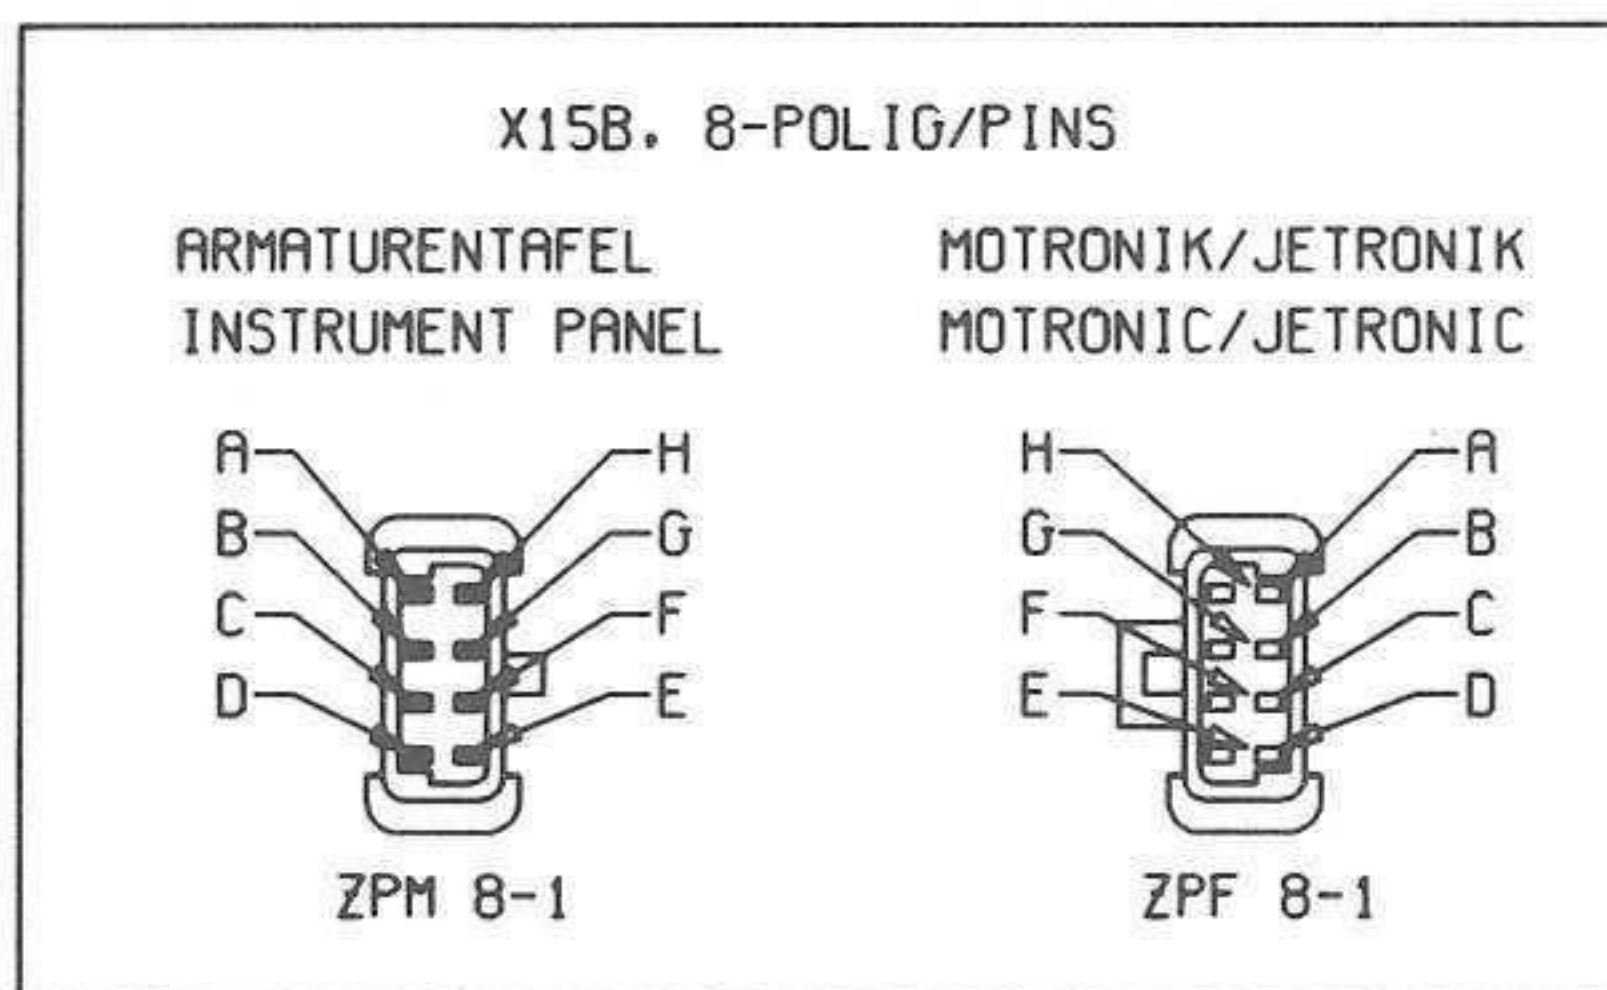 X15B. 8-POLIG/PINS
ARMATURENTAFEL
INSTRUMENT PANEL
A H
B G
C F
D E
ZPM 8-1
MOTRONIK/JETRONIK
MOTRONIC/JETRONIC
H A
G B
F C
E D
ZPF 8-1